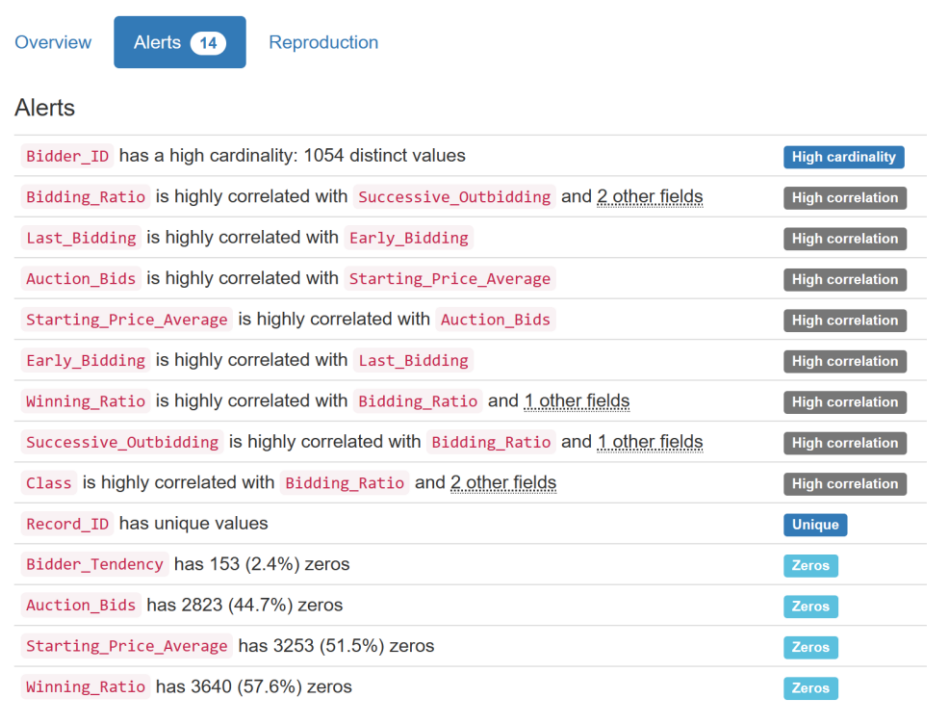 Overview Alerts 14 Reproduction
Alerts
Bidder_ID has a high cardinality: 1054 distinct values High cardinality
Bidding_Ratio is highly correlated with Successive_Outbidding and 2 other fields High correlation
Last_Bidding is highly correlated with Early_Bidding High correlation
Auction_Bids is highly correlated with Starting_Price_Average High correlation
Starting_Price_Average is highly correlated with Auction_Bids High correlation
Early_Bidding is highly correlated with Last_Bidding High correlation
Winning_Ratio is highly correlated with Bidding_Ratio and 1 other fields High correlation
Successive_Outbidding is highly correlated with Bidding_Ratio and 1 other fields High correlation
Class is highly correlated with Bidding_Ratio and 2 other fields High correlation
Record_ID has unique values Unique
Bidder_Tendency has 153 (2.4%) zeros Zeros
Auction_Bids has 2823 (44.7%) zeros Zeros
Starting_Price_Average has 3253 (51.5%) zeros Zeros
Winning_Ratio has 3640 (57.6%) zeros Zeros